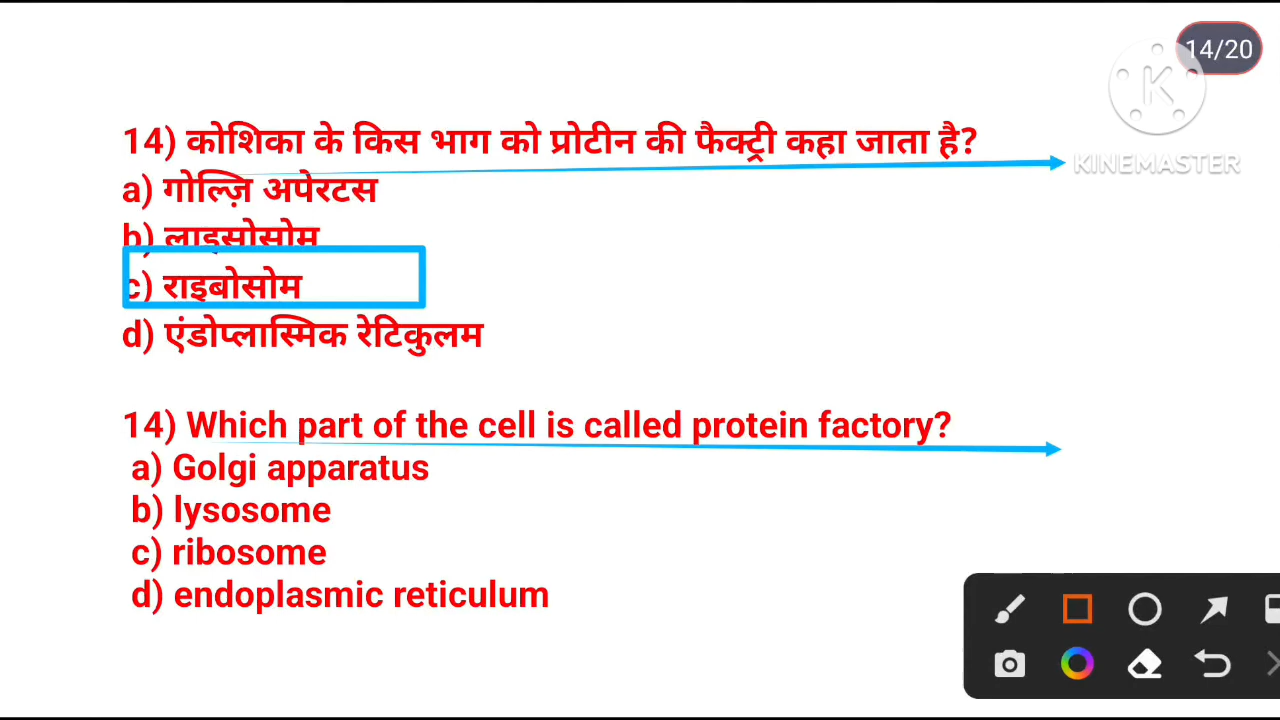 14/20
KINEMASTER
14) कोशिका के किस भाग को प्रोटीन की फैक्ट्री कहा जाता है?
a) गोल्ज़ि अपेरटस
b) लाइसोसोम
c) राइबोसोम
d) एंडोप्लास्मिक रेटिकुलम
14) Which part of the cell is called protein factory?
a) Golgi apparatus
b) lysosome
c) ribosome
d) endoplasmic reticulum